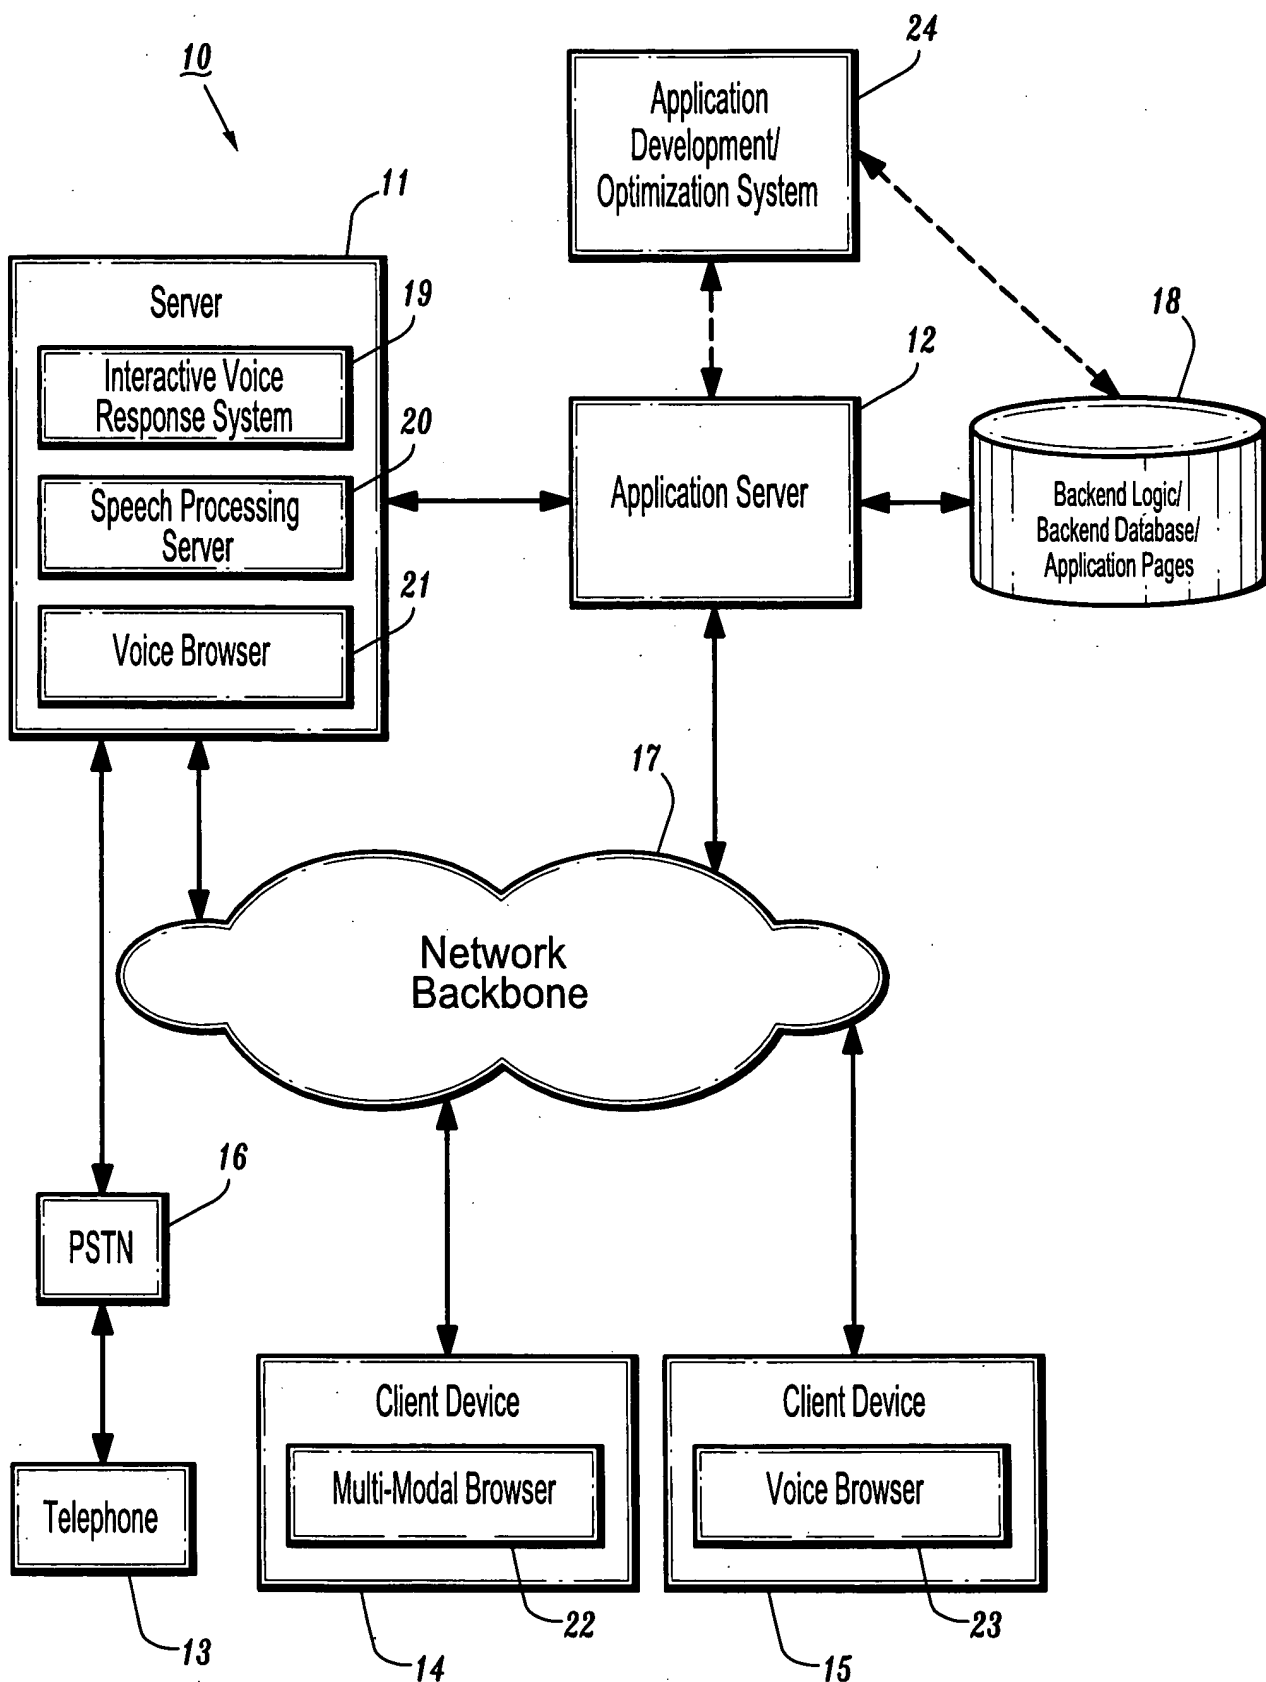 10
24
Application
Development/
Optimization System
11
Server
19
Interactive Voice
Response System
20
Speech Processing
Server
21
Voice Browser
12
Application Server
18
Backend Logic/
Backend Database/
Application Pages
17
Network
Backbone
16
PSTN
Telephone
13
Client Device
Multi-Modal Browser
22
14
Client Device
Voice Browser
23
15